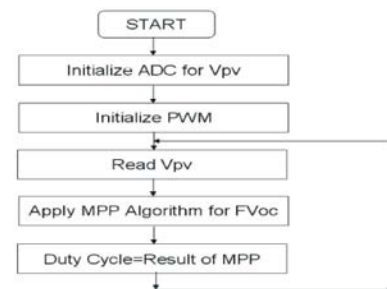 START
Initialize ADC for Vpv
Initialize PWM
Read Vpv
Apply MPP Algorithm for FVoc
Duty Cycle=Result of MPP